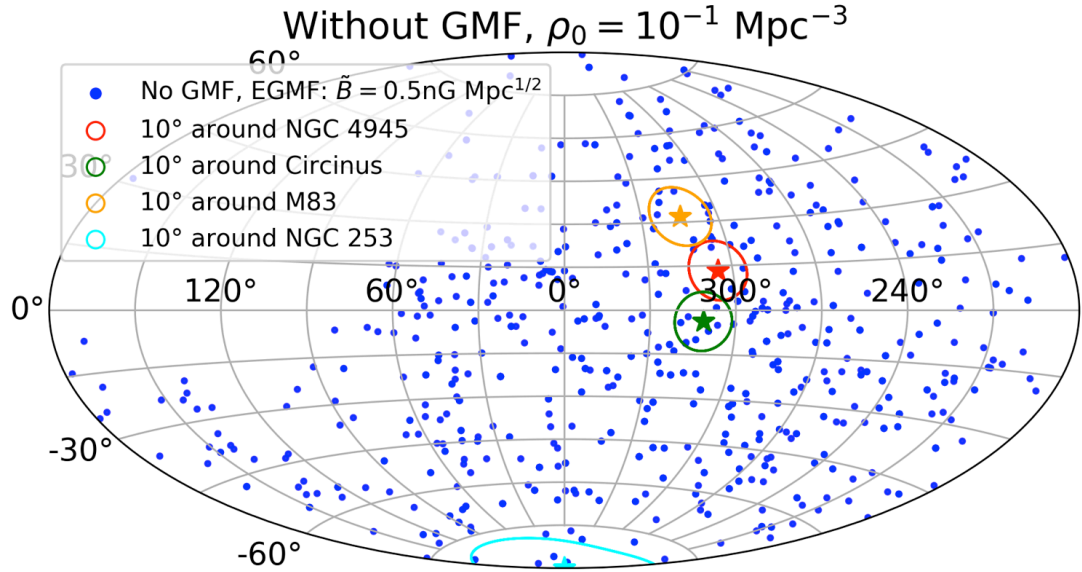 Without GMF, ρ₀ = 10⁻¹ Mpc⁻³
60°
No GMF, EGMF: B̃ = 0.5nG Mpc^{1/2}
10° around NGC 4945
30°
10° around Circinus
10° around M83
10° around NGC 253
0° 120° 60° 0° 300° 240°
-30°
-60°